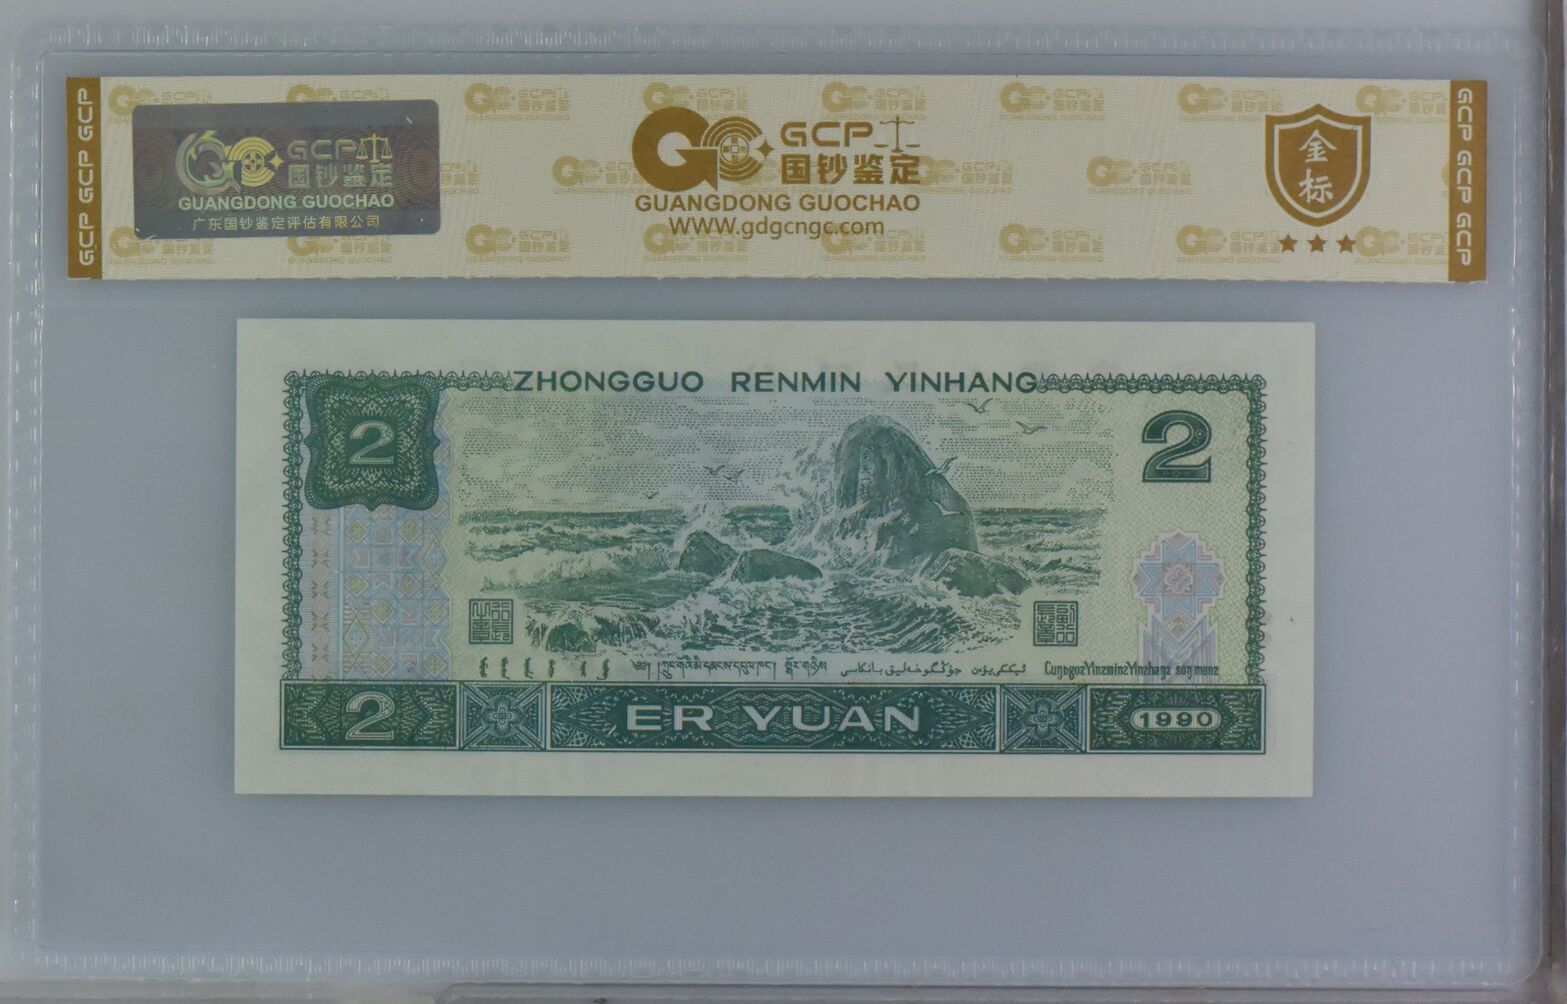 GCP GCP GCP
GCP
国钞鉴定
GUANGDONG GUOCHAO
广东国钞鉴定评估有限公司
GCP
国钞鉴定
GUANGDONG GUOCHAO
WWW.gdgcngc.com
金
标
GCP GCP GCP
ZHONGGUO RENMIN YINHANG
2
2
2
ER YUAN
1990